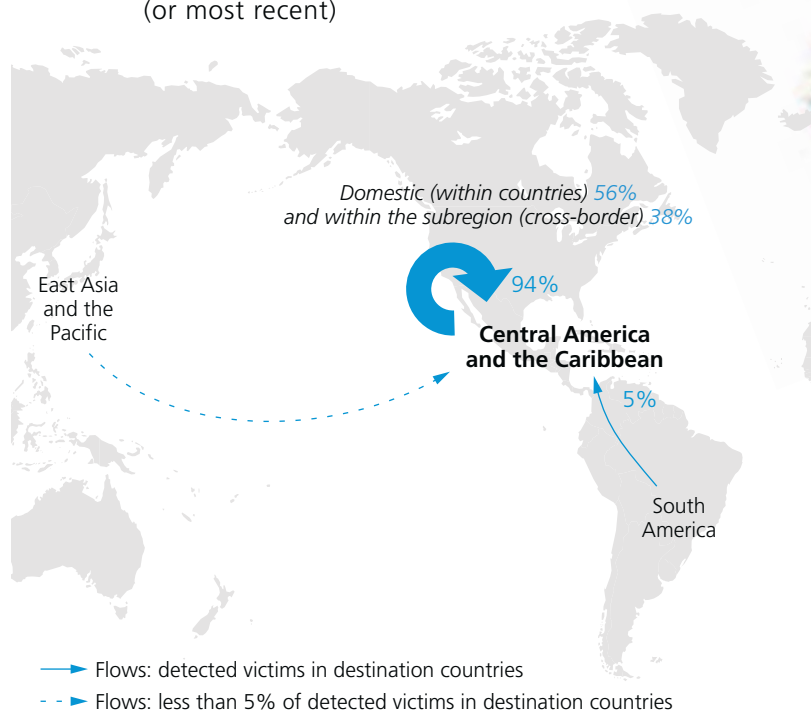 (or most recent)
Domestic (within countries) 56%
and within the subregion (cross-border) 38%
94%
East Asia
and the
Pacific
Central America
and the Caribbean
5%
South
America
Flows: detected victims in destination countries
Flows: less than 5% of detected victims in destination countries